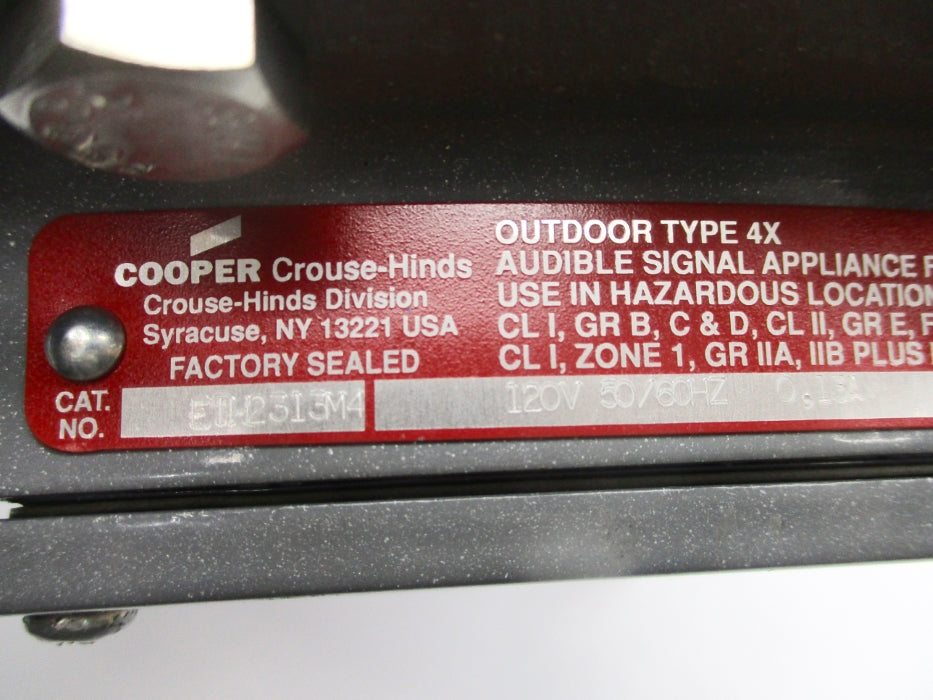 COOPER Crouse-Hinds
Crouse-Hinds Division
Syracuse, NY 13221 USA
FACTORY SEALED
OUTDOOR TYPE 4X
AUDIBLE SIGNAL APPLIANCE F
USE IN HAZARDOUS LOCATION
CL I, GR B, C & D, CL II, GR E, F
CL I, ZONE 1, GR IIA, IIB PLUS
CAT.
NO.
120V 50/60HZ